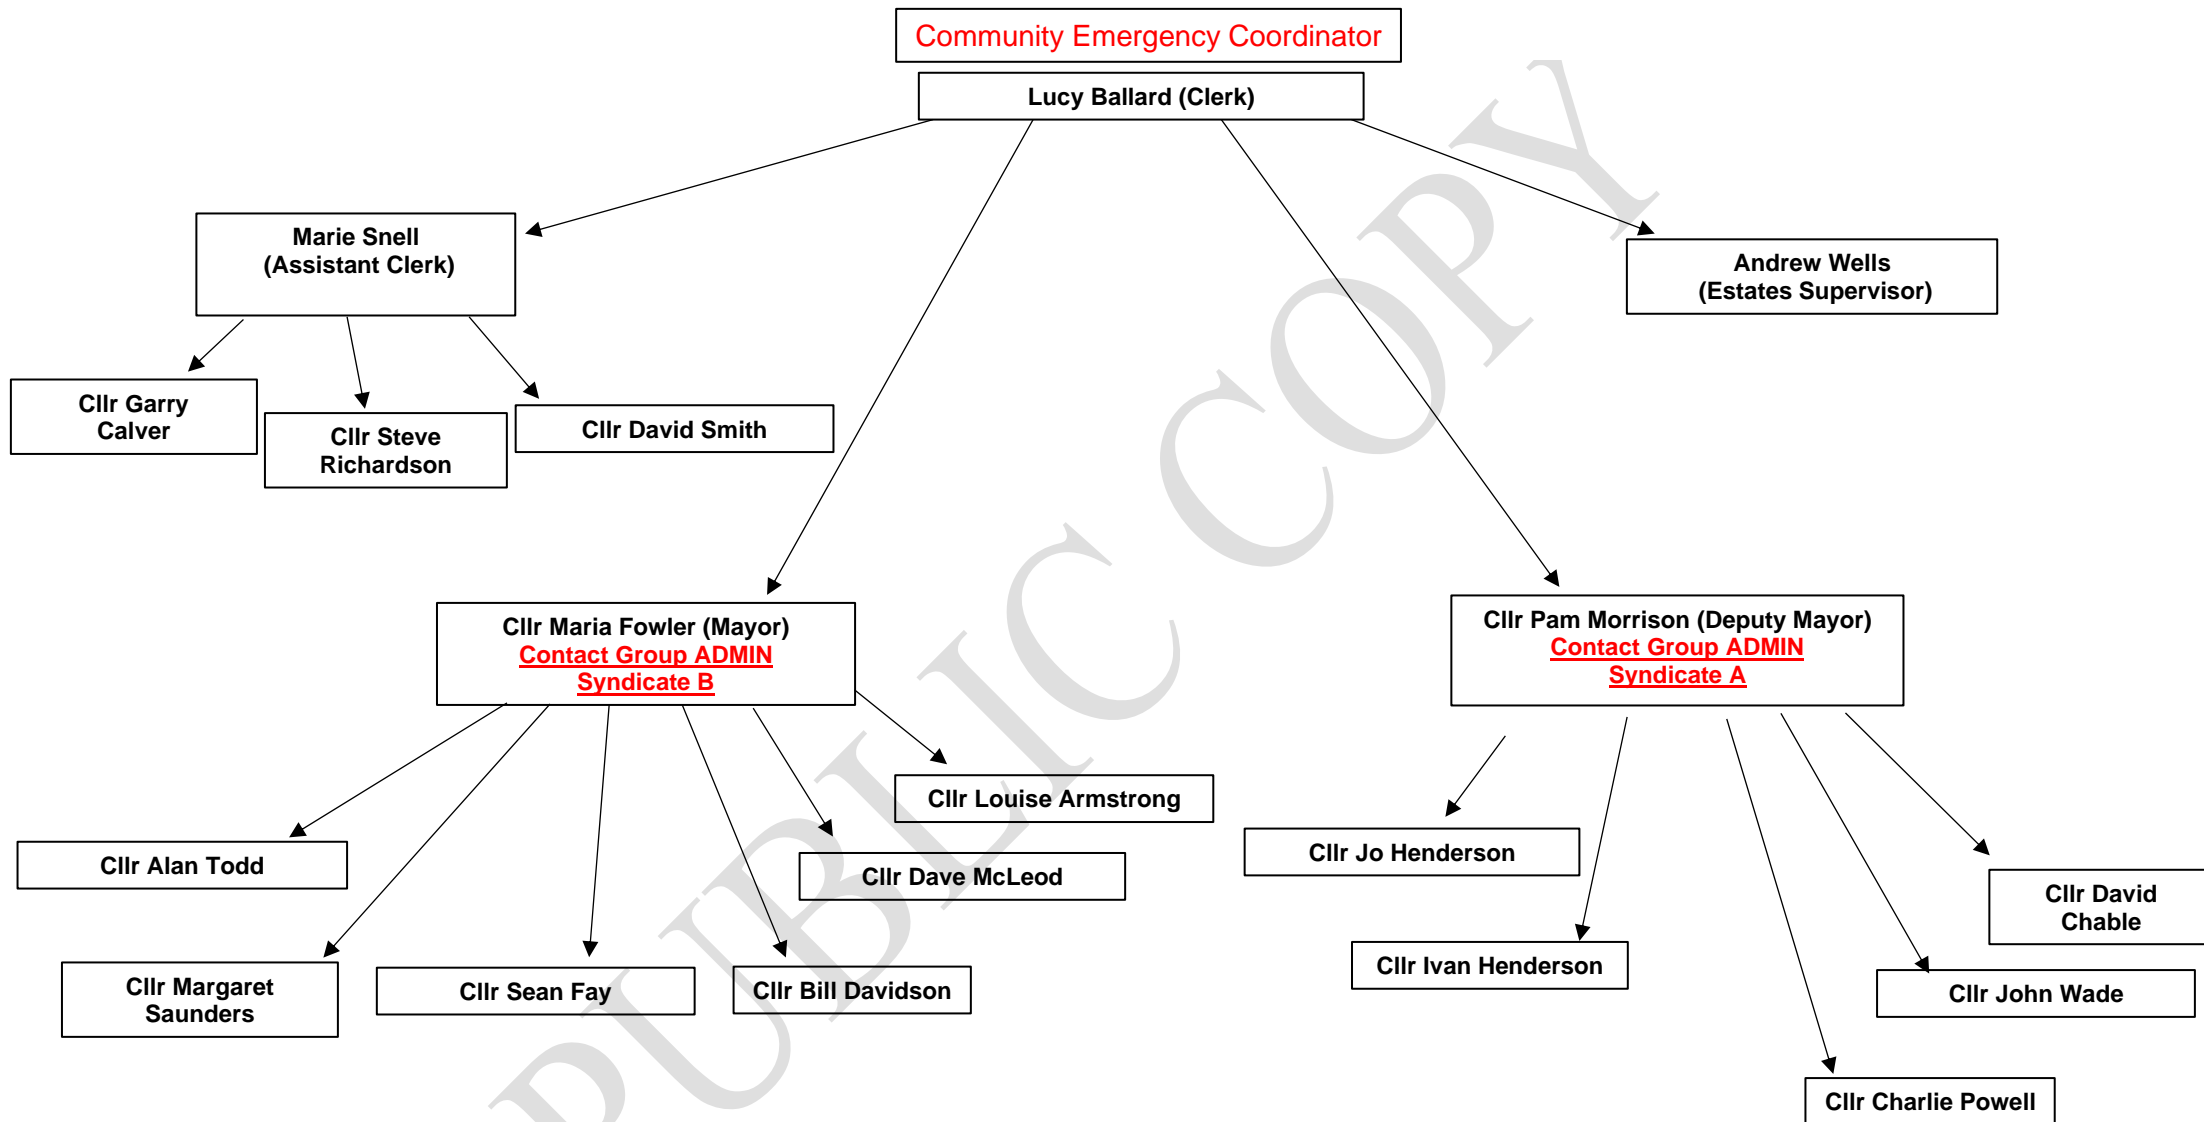 Community Emergency Coordinator
Lucy Ballard (Clerk)
Marie Snell
(Assistant Clerk)
Andrew Wells
(Estates Supervisor)
Cllr Garry
Calver
Cllr Steve
Richardson
Cllr David Smith
Cllr Maria Fowler (Mayor)
Contact Group ADMIN
Syndicate B
Cllr Pam Morrison (Deputy Mayor)
Contact Group ADMIN
Syndicate A
Cllr Louise Armstrong
Cllr Alan Todd
Cllr Dave McLeod
Cllr Margaret
Saunders
Cllr Sean Fay
Cllr Bill Davidson
Cllr Jo Henderson
Cllr David
Chable
Cllr Ivan Henderson
Cllr John Wade
Cllr Charlie Powell
PUBLIC COPY